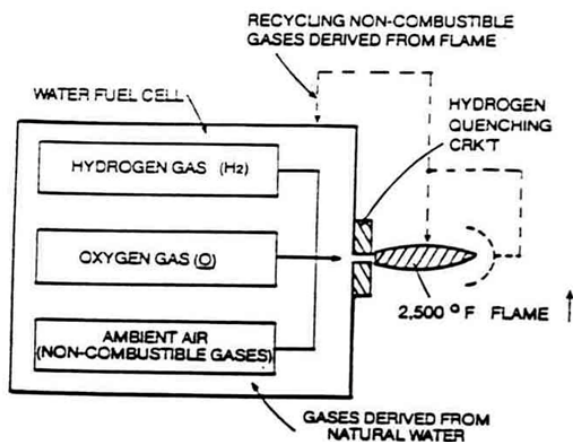 RECYCLING NON-COMBUSTIBLE
GASES DERIVED FROM FLAME
WATER FUEL CELL
HYDROGEN
QUENCHING
CRK'T
HYDROGEN GAS (H2)
OXYGEN GAS (O)
2,500 °F FLAME
AMBIENT AIR
(NON-COMBUSTIBLE GASES)
GASES DERIVED FROM
NATURAL WATER